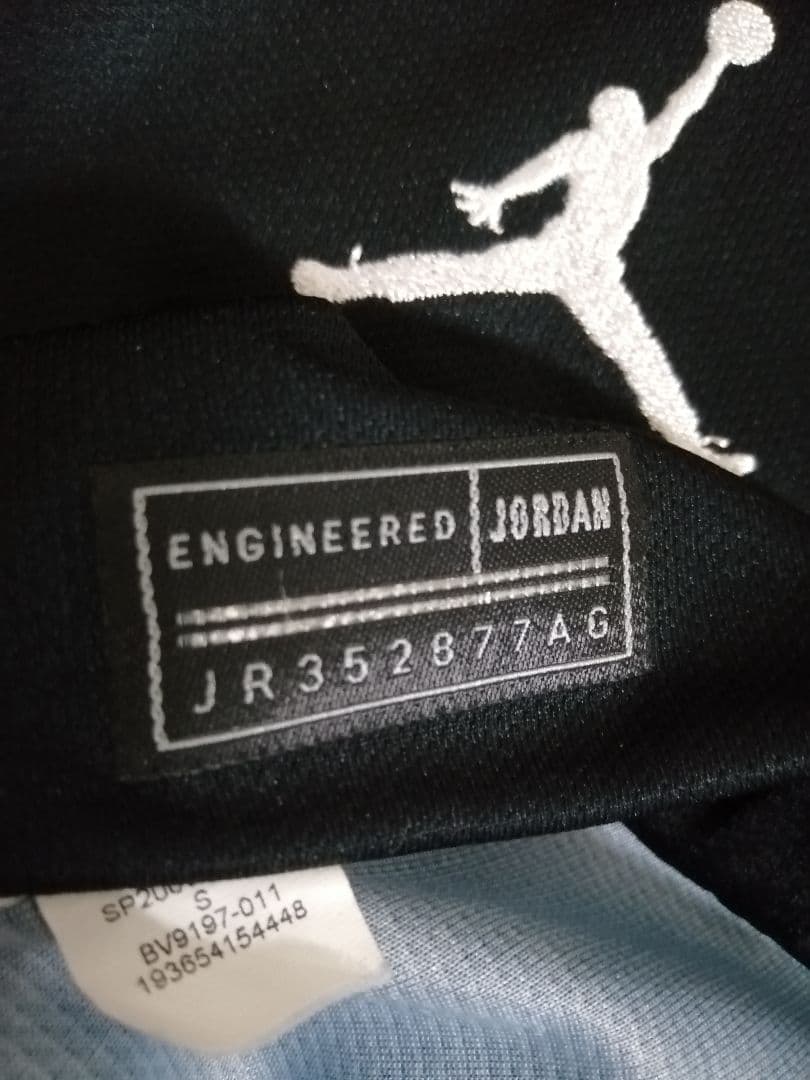 ENGINEERED JORDAN
JR352877AG
S
BV9197-011
193654154448